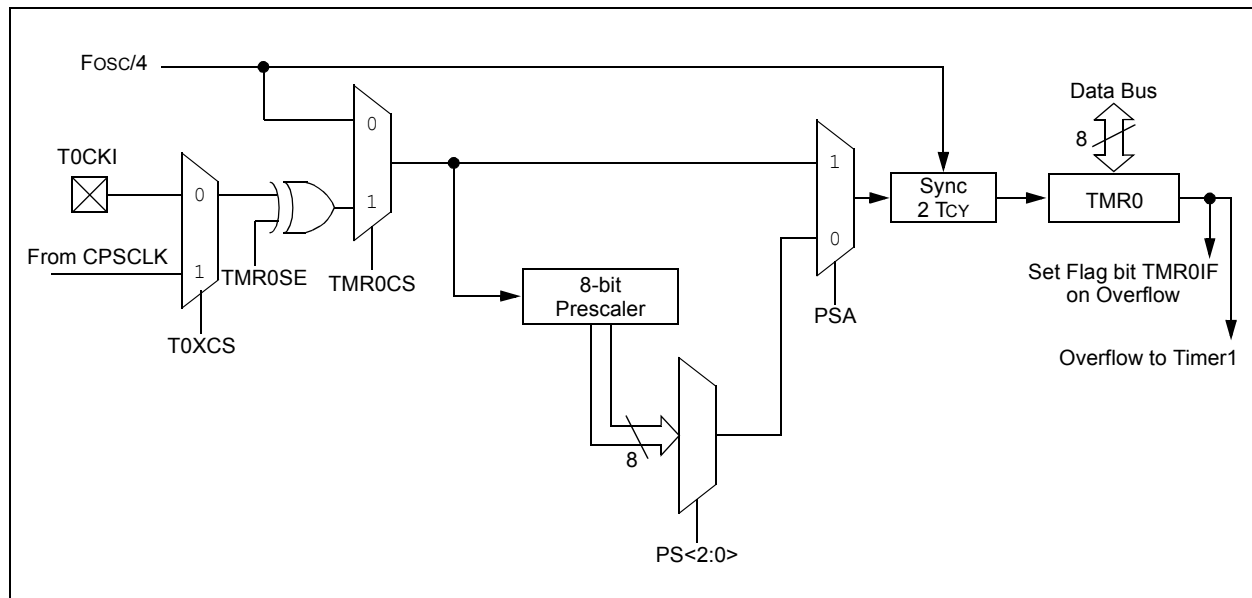 FOSC/4
Data Bus
8
T0CKI
0
1
0
1
Sync
2 TCY
TMR0
0
1
0
From CPSCLK
1
TMR0SE
TMR0CS
8-bit
Prescaler
PSA
Set Flag bit TMR0IF
on Overflow
T0XCS
Overflow to Timer1
8
PS<2:0>